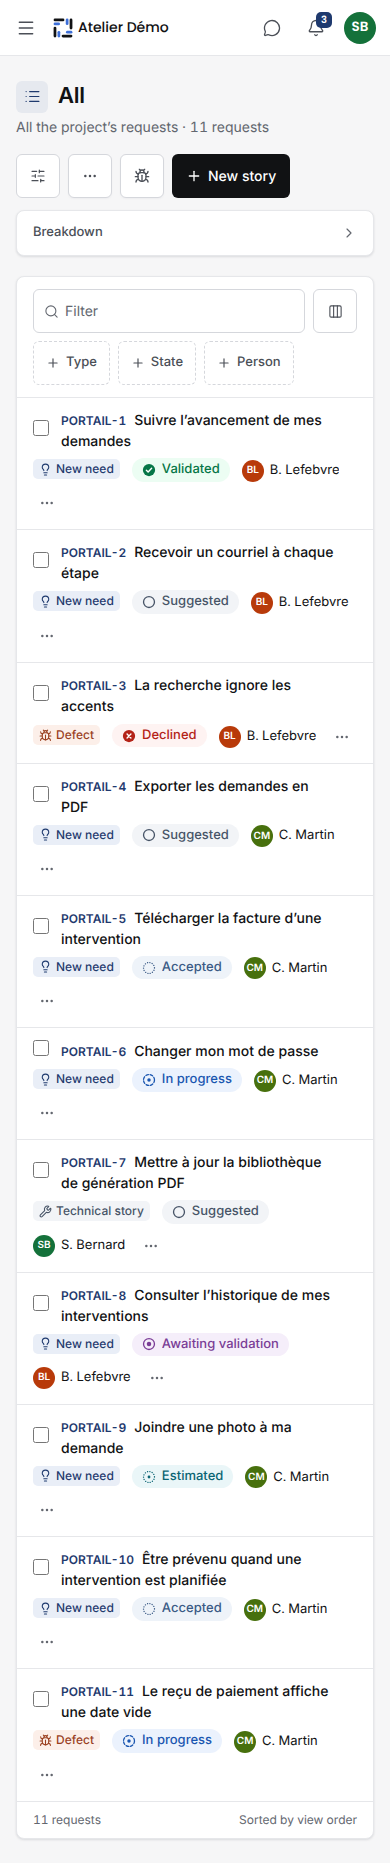 Atelier Démo
3
SB
All
All the project's requests · 11 requests
New story
Breakdown
Filter
Type State Person
PORTAIL-1 Suivre l’avancement de mes
demandes
New need Validated BL B. Lefebvre
PORTAIL-2 Recevoir un courriel à chaque
étape
New need Suggested BL B. Lefebvre
PORTAIL-3 La recherche ignore les
accents
Defect Declined BL B. Lefebvre
PORTAIL-4 Exporter les demandes en
PDF
New need Suggested CM C. Martin
PORTAIL-5 Télécharger la facture d’une
intervention
New need Accepted CM C. Martin
PORTAIL-6 Changer mon mot de passe
New need In progress CM C. Martin
PORTAIL-7 Mettre à jour la bibliothèque
de génération PDF
Technical story Suggested
SB S. Bernard
PORTAIL-8 Consulter l’historique de mes
interventions
New need Awaiting validation
BL B. Lefebvre
PORTAIL-9 Joindre une photo à ma
demande
New need Estimated CM C. Martin
PORTAIL-10 Être prévenu quand une
intervention est planifiée
New need Accepted CM C. Martin
PORTAIL-11 Le reçu de paiement affiche
une date vide
Defect In progress CM C. Martin
11 requests Sorted by view order